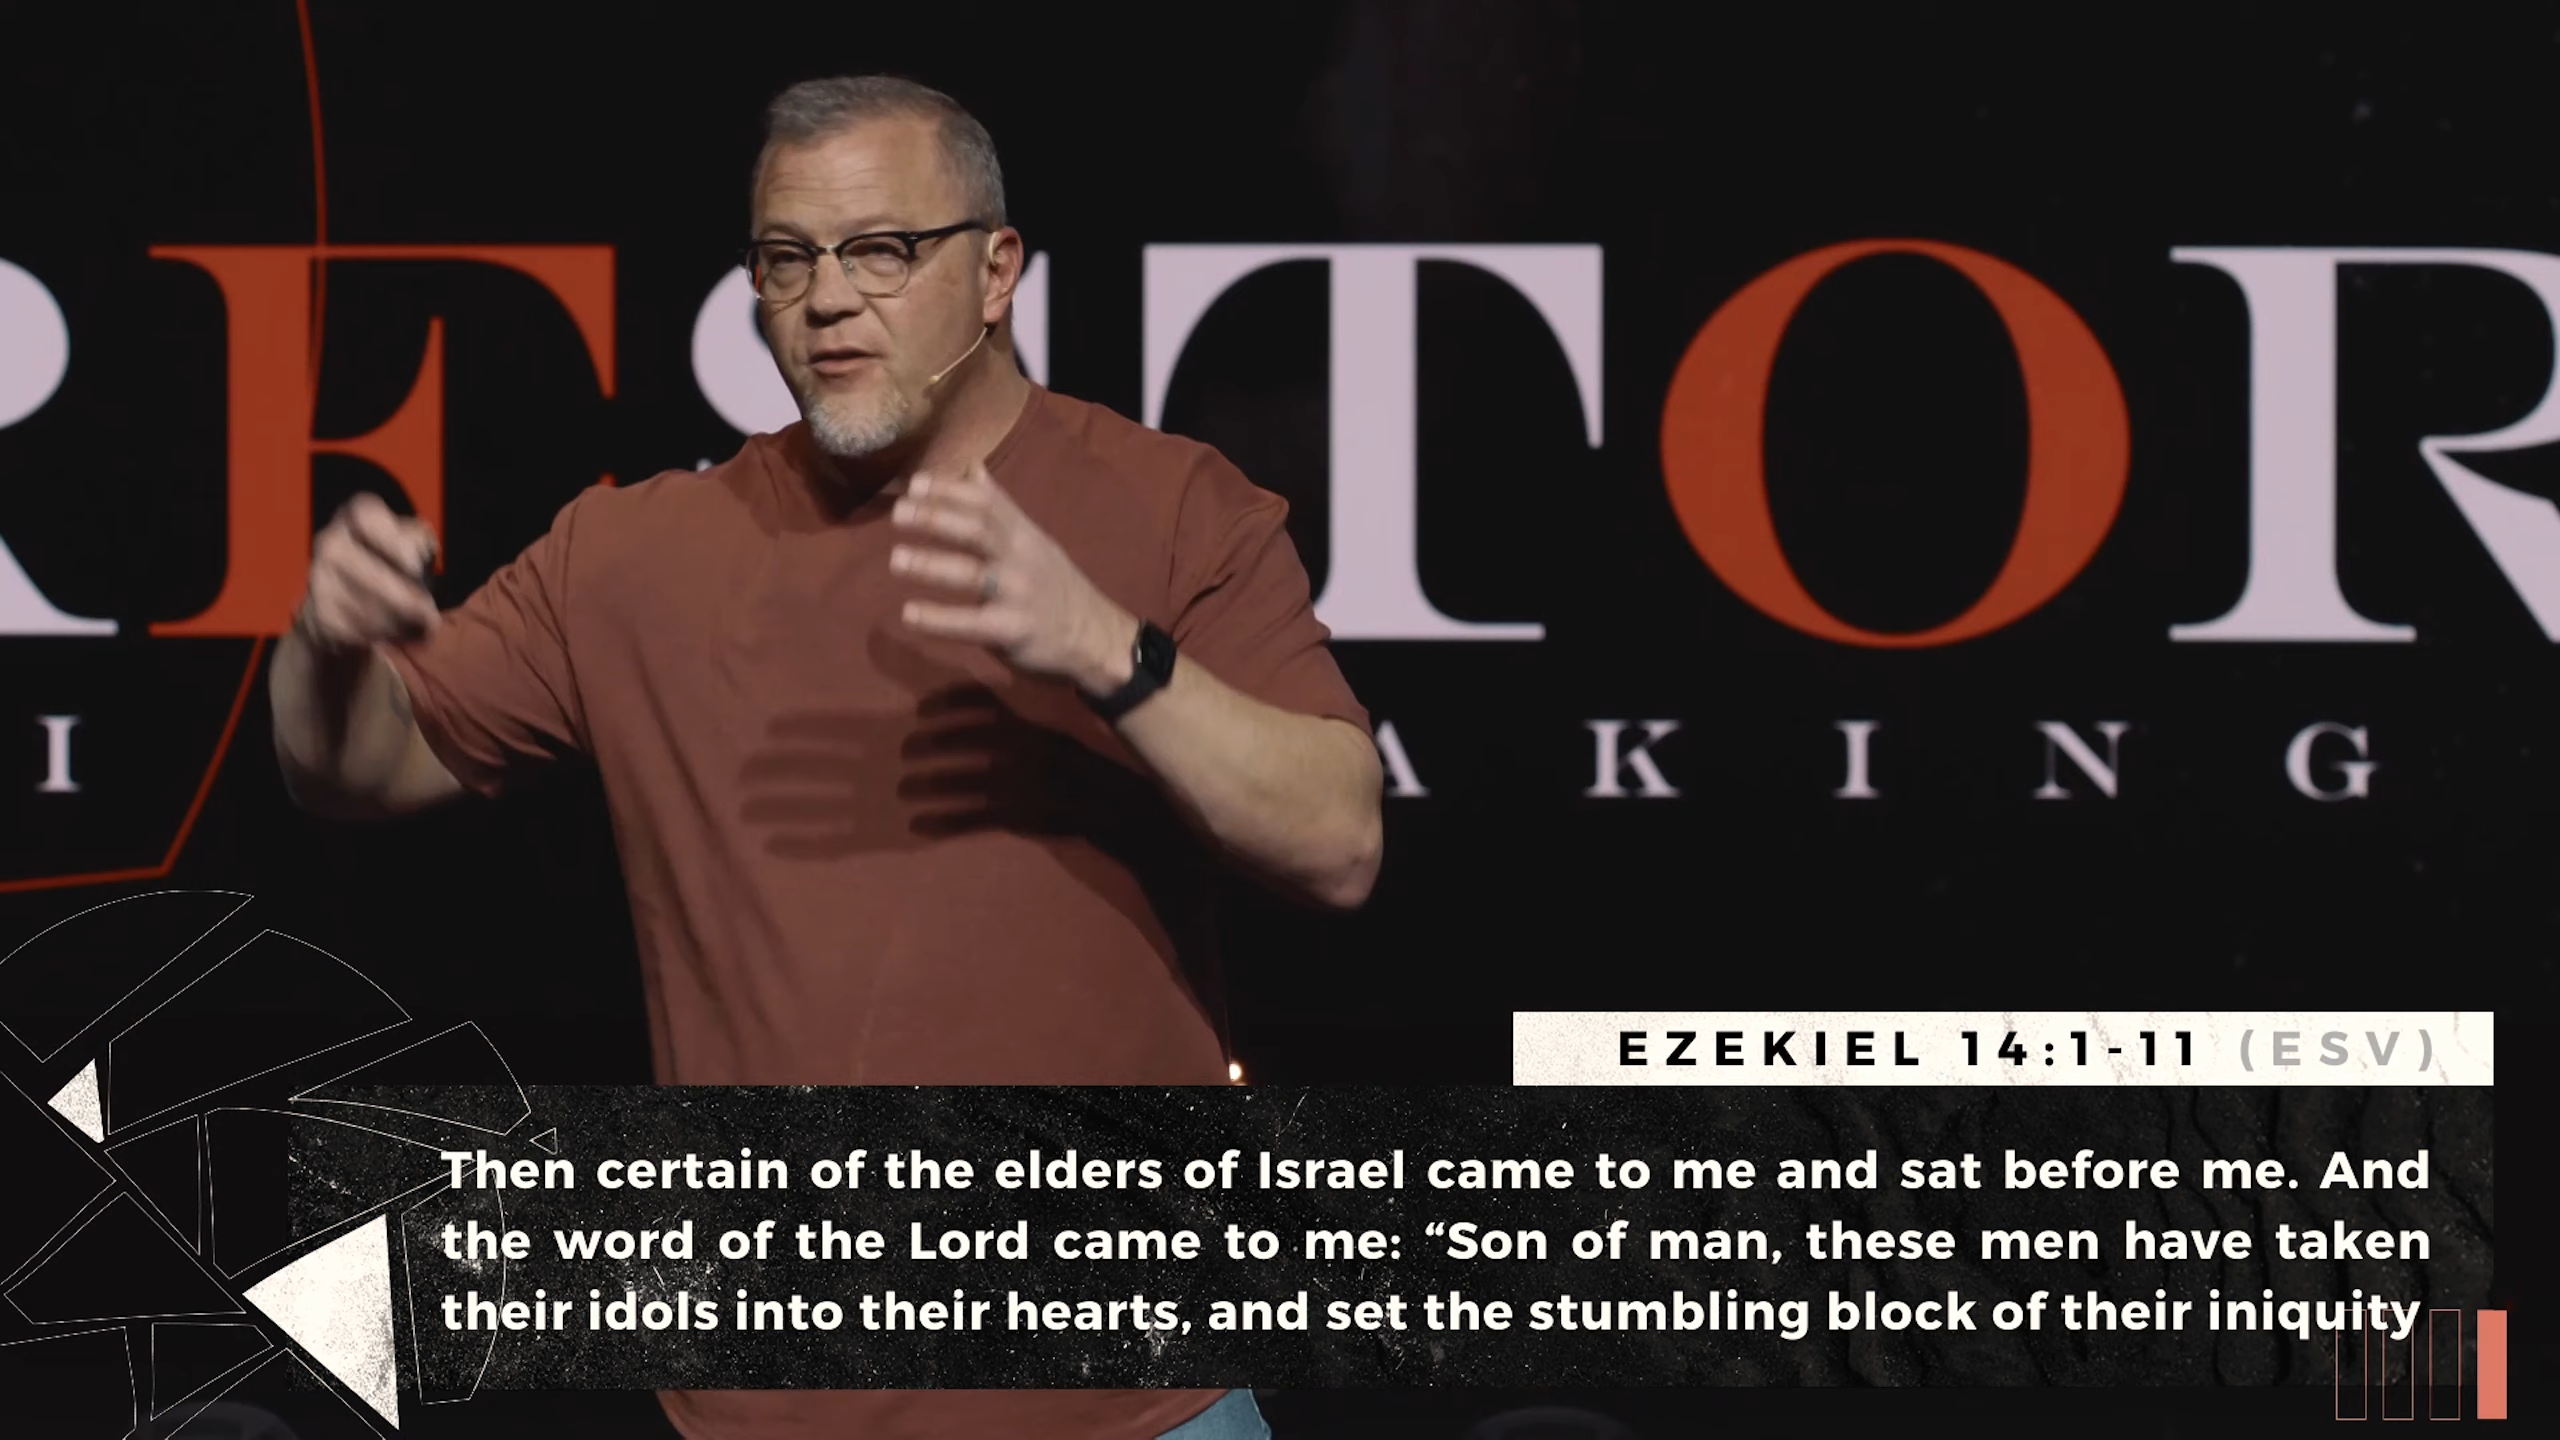 RESTOR
I AKING
EZEKIEL 14:1-11 (ESV)
Then certain of the elders of Israel came to me and sat before me. And
the word of the Lord came to me: “Son of man, these men have taken
their idols into their hearts, and set the stumbling block of their iniquity